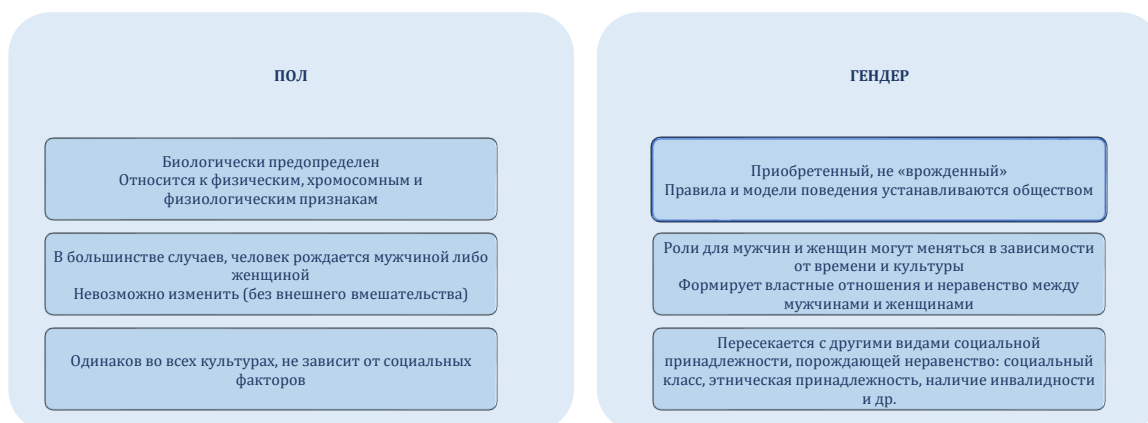 ПОЛ
Биологически предопределен
Относится к физическим, хромосомным и
физиологическим признакам
В большинстве случаев, человек рождается мужчиной либо
женщиной
Невозможно изменить (без внешнего вмешательства)
Одинаков во всех культурах, не зависит от социальных
факторов
ГЕНДЕР
Приобретенный, не «врожденный»
Правила и модели поведения устанавливаются обществом
Роли для мужчин и женщин могут меняться в зависимости
от времени и культуры
Формирует властные отношения и неравенство между
мужчинами и женщинами
Пересекается с другими видами социальной
принадлежности, порождающей неравенство: социальный
класс, этническая принадлежность, наличие инвалидности
и др.